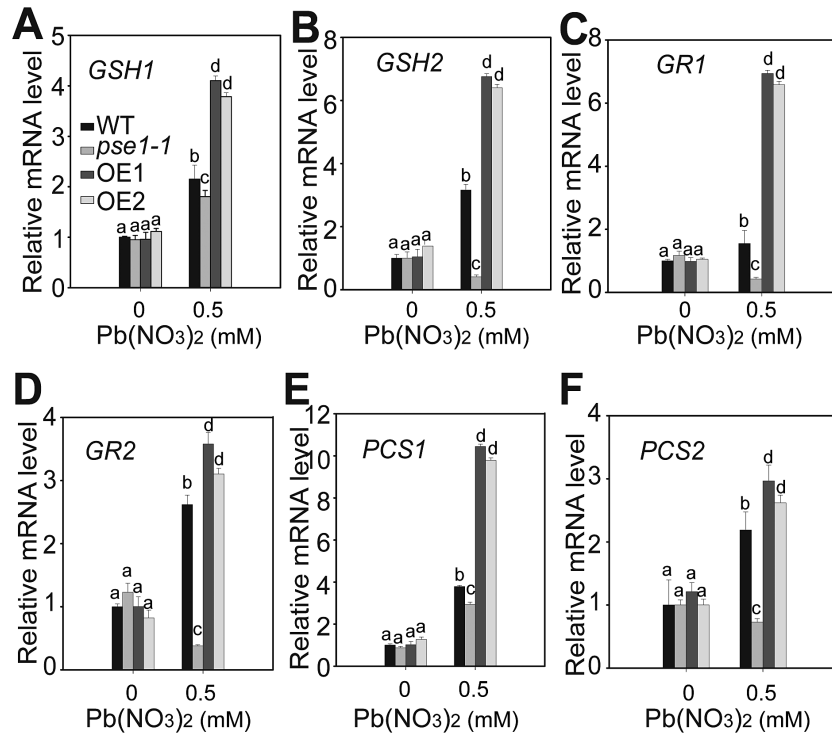 A
Relative mRNA level
5
4
3
2
1
0
GSH1
WT
pse1-1
OE1
OE2
a a a a
b
c
d
d
0
0.5
Pb(NO3)2 (mM)
B
Relative mRNA level
8
6
4
2
0
GSH2
a a a a
b
c
d
d
0
0.5
Pb(NO3)2 (mM)
C
Relative mRNA level
8
6
4
2
0
GR1
a a a a
b
c
d
d
0
0.5
Pb(NO3)2 (mM)
D
Relative mRNA level
4
3
2
1
0
GR2
a a a a
b
c
d
d
0
0.5
Pb(NO3)2 (mM)
E
Relative mRNA level
12
10
8
6
4
2
0
PCS1
a a a a
b
c
d
d
0
0.5
Pb(NO3)2 (mM)
F
Relative mRNA level
4
3
2
1
0
PCS2
a a a a
b
c
d
d
0
0.5
Pb(NO3)2 (mM)